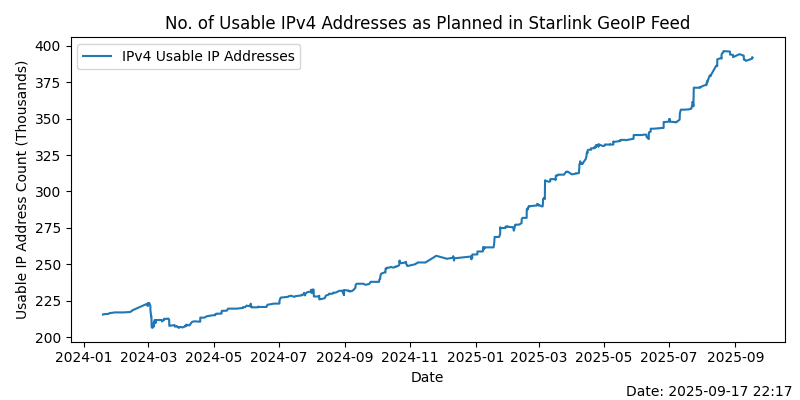 No. of Usable IPv4 Addresses as Planned in Starlink GeoIP Feed
IPv4 Usable IP Addresses
Usable IP Address Count (Thousands)
400
375
350
325
300
275
250
225
200
2024-01 2024-03 2024-05 2024-07 2024-09 2024-11 2025-01 2025-03 2025-05 2025-07 2025-09
Date
Date: 2025-09-17 22:17